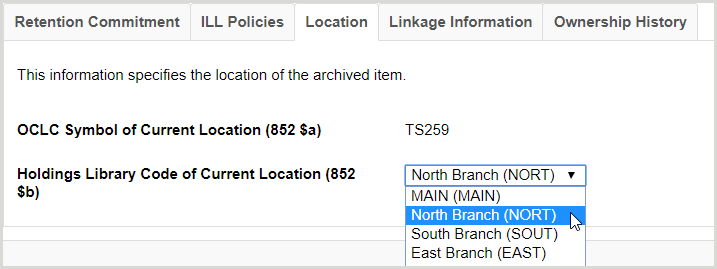 Retention Commitment ILL Policies Location Linkage Information Ownership History
This information specifies the location of the archived item.
OCLC Symbol of Current Location (852 $a) TS259
Holdings Library Code of Current Location (852 $b) North Branch (NORT)
MAIN (MAIN)
North Branch (NORT)
South Branch (SOUT)
East Branch (EAST)